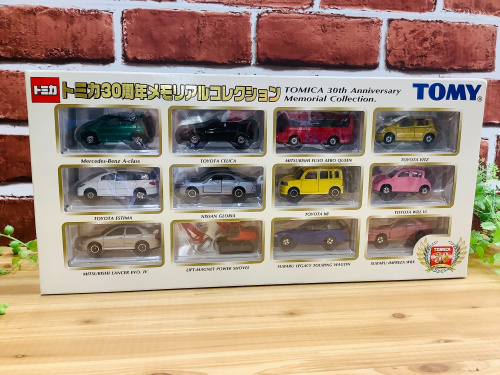 トミカ
トミカ30周年メモリアルコレクション
TOMICA 30th Anniversary
Memorial Collection.
TOMY
Mercedes-Benz A-class
TOYOTA CELICA
MITSUBISHI FUSO AERO QUEEN
TOYOTA VITZ
TOYOTA ESTIMA
NISSAN GLORIA
TOYOTA bB
TOYOTA WiLL Vi
MITSUBISHI LANCER EVO. IV
LIFT-MAGNET POWER SHOVEL
SUBARU LEGACY TOURING WAGON
SUBARU IMPREZA WRX
TOMICA